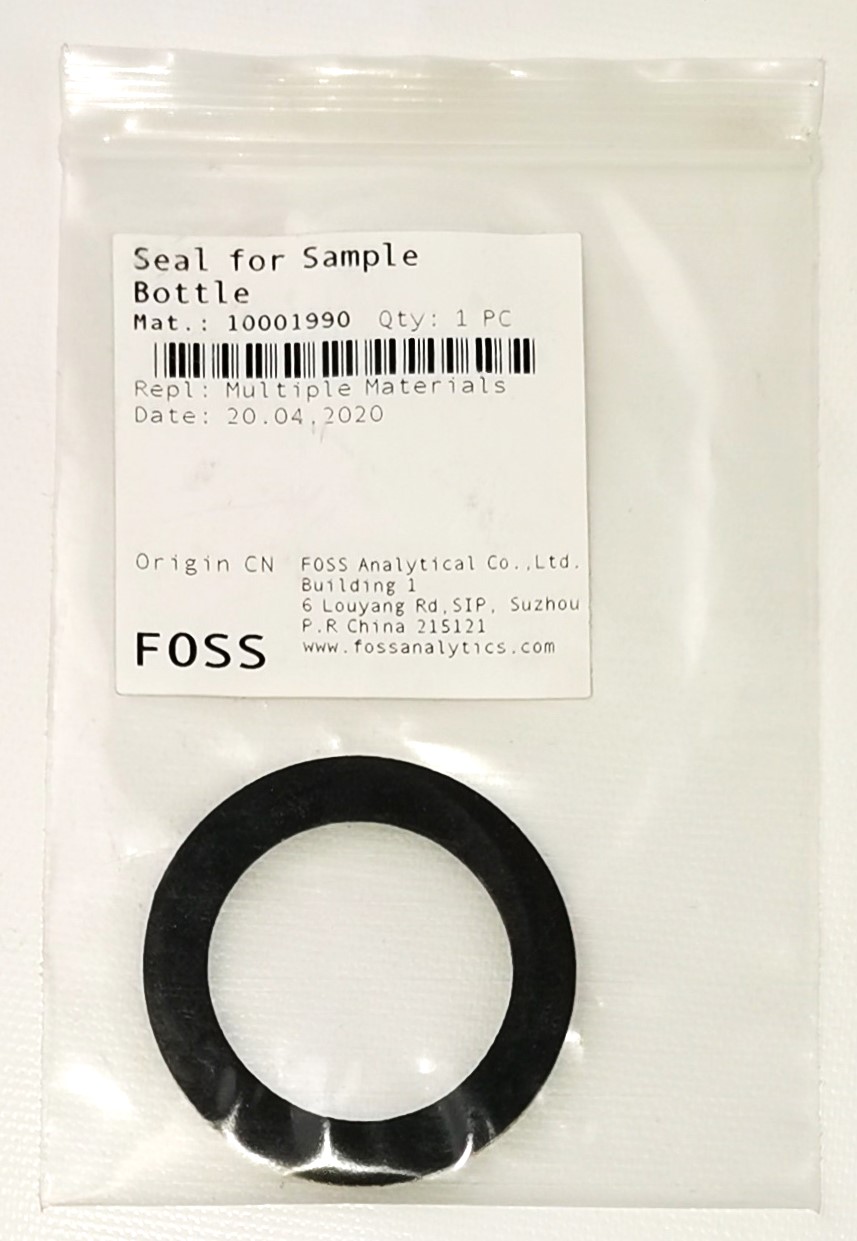 Seal for Sample
Bottle
Mat.: 10001990 Qty: 1 PC
Repl: Multiple Materials
Date: 20.04.2020
Origin CN
FOSS Analytical Co.,Ltd.
Building 1
6 Louyang Rd,SIP, Suzhou
P.R China 215121
www.fossanalytics.com
FOSS